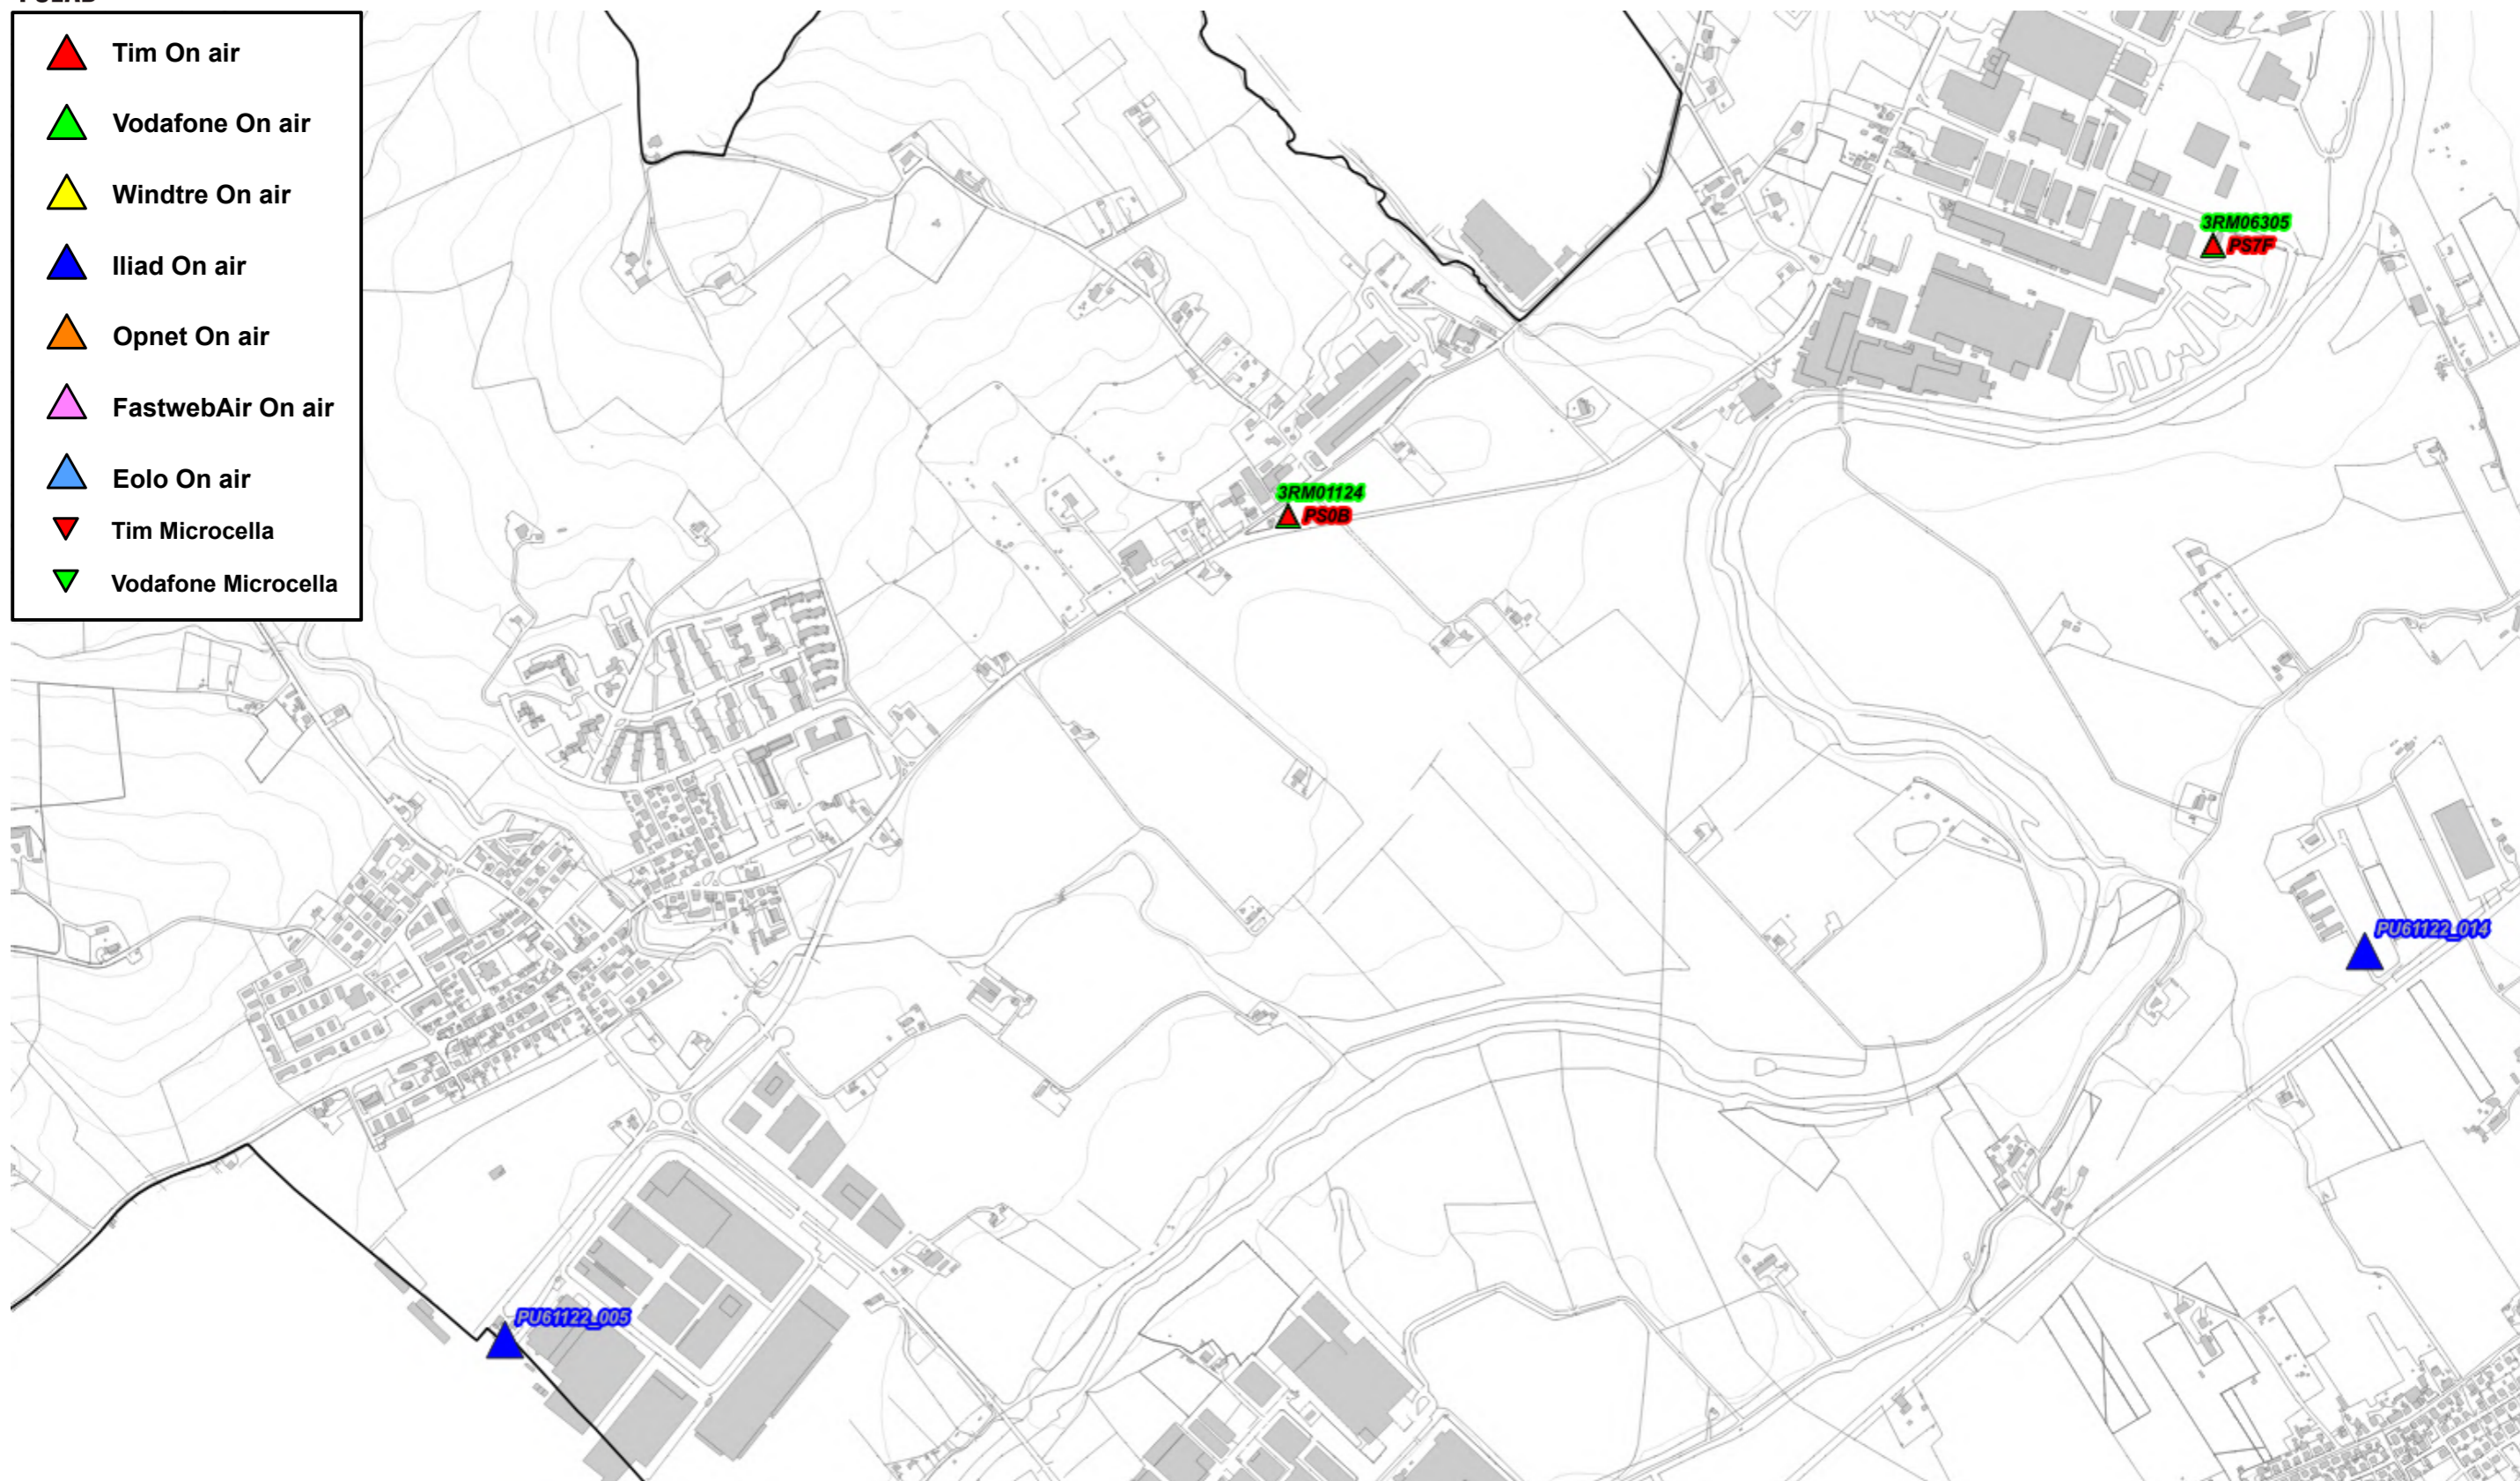 Tim On air
Vodafone On air
Windtre On air
Iliad On air
Opnet On air
FastwebAir On air
Eolo On air
Tim Microcella
Vodafone Microcella
3RM06305
PS7F
3RM01124
PS0B
PU61122_014
PU61122_005